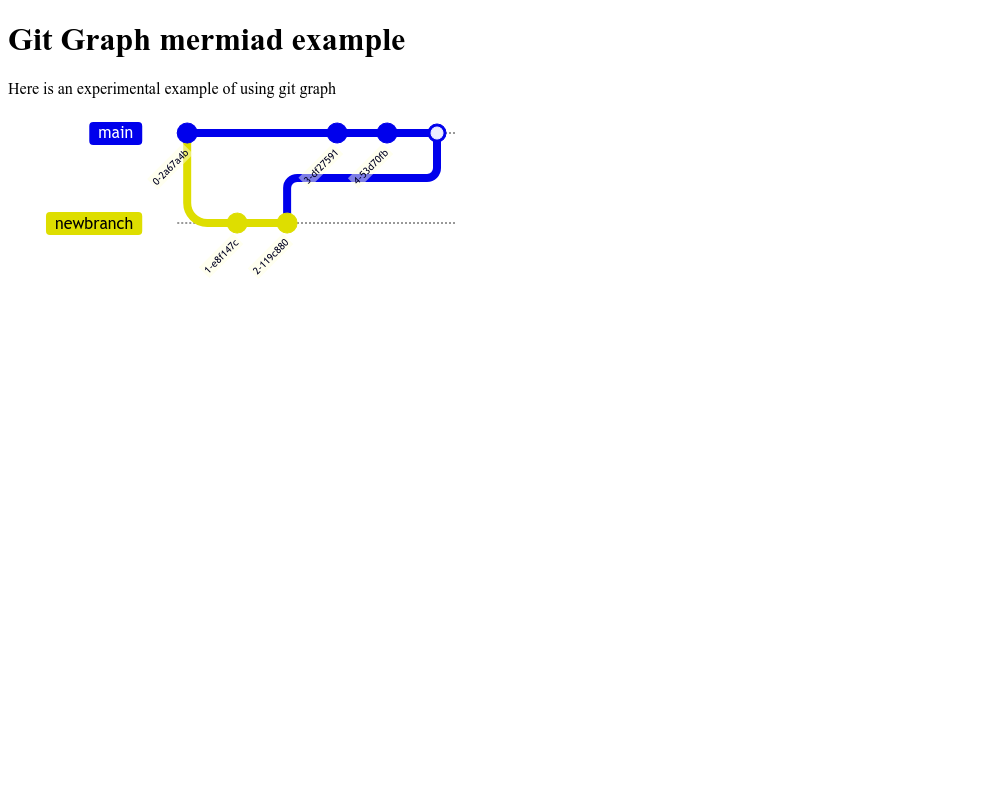 Git Graph mermiad example
Here is an experimental example of using git graph
main
0-2a67a4b
3-df27591
4-53d70fb
newbranch
1-e8f147c
2-119c880